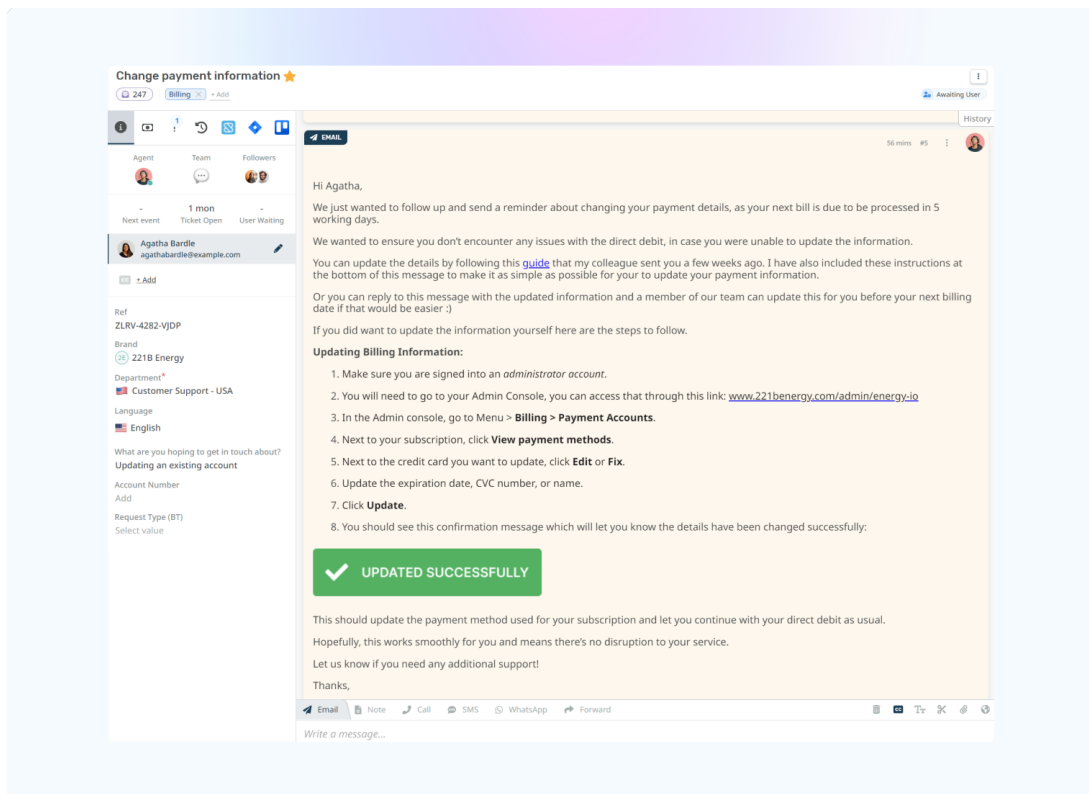 Change payment information
247
Billing
+ Add
Awaiting User
1
History
EMAIL
56 mins #5
Agent Team Followers
- 1 mon -
Next event Ticket Open User Waiting
Agatha Bardle
agathabardle@example.com
CC + Add
Ref
ZLRV-4282-VJDP
Brand
2E 221B Energy
Department*
Customer Support - USA
Language
English
What are you hoping to get in touch about?
Updating an existing account
Account Number
Add
Request Type (BT)
Select value
Hi Agatha,
We just wanted to follow up and send a reminder about changing your payment details, as your next bill is due to be processed in 5
working days.
We wanted to ensure you don't encounter any issues with the direct debit, in case you were unable to update the information.
You can update the details by following this guide that my colleague sent you a few weeks ago. I have also included these instructions at
the bottom of this message to make it as simple as possible for your to update your payment information.
Or you can reply to this message with the updated information and a member of our team can update this for you before your next billing
date if that would be easier :)
If you did want to update the information yourself here are the steps to follow.
Updating Billing Information:
1. Make sure you are signed into an administrator account.
2. You will need to go to your Admin Console, you can access that through this link: www.221benergy.com/admin/energy-io
3. In the Admin console, go to Menu > Billing > Payment Accounts.
4. Next to your subscription, click View payment methods.
5. Next to the credit card you want to update, click Edit or Fix.
6. Update the expiration date, CVC number, or name.
7. Click Update.
8. You should see this confirmation message which will let you know the details have been changed successfully:
UPDATED SUCCESSFULLY
This should update the payment method used for your subscription and let you continue with your direct debit as usual.
Hopefully, this works smoothly for you and means there's no disruption to your service.
Let us know if you need any additional support!
Thanks,
Email Note Call SMS WhatsApp Forward
Write a message...